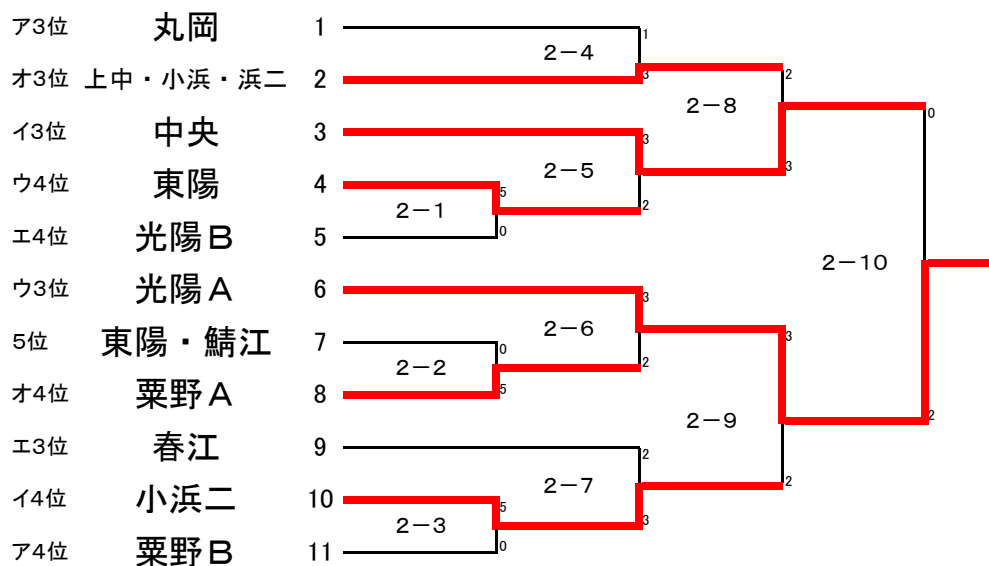 ア3位 丸岡 1
1
2－4
オ3位 上中・小浜・浜二 2
3
2
0
2－8
イ3位 中央 3
3
3
2－5
ウ4位 東陽 4
5
2
2－1
エ4位 光陽Ｂ 5
0
2－10
ウ3位 光陽Ａ 6
3
2－6
5位 東陽・鯖江 7
0
3
2
2－2
オ4位 粟野Ａ 8
5
2
2－9
エ3位 春江 9
2
2－7
2
イ4位 小浜二 10
5
3
2－3
ア4位 粟野Ｂ 11
0